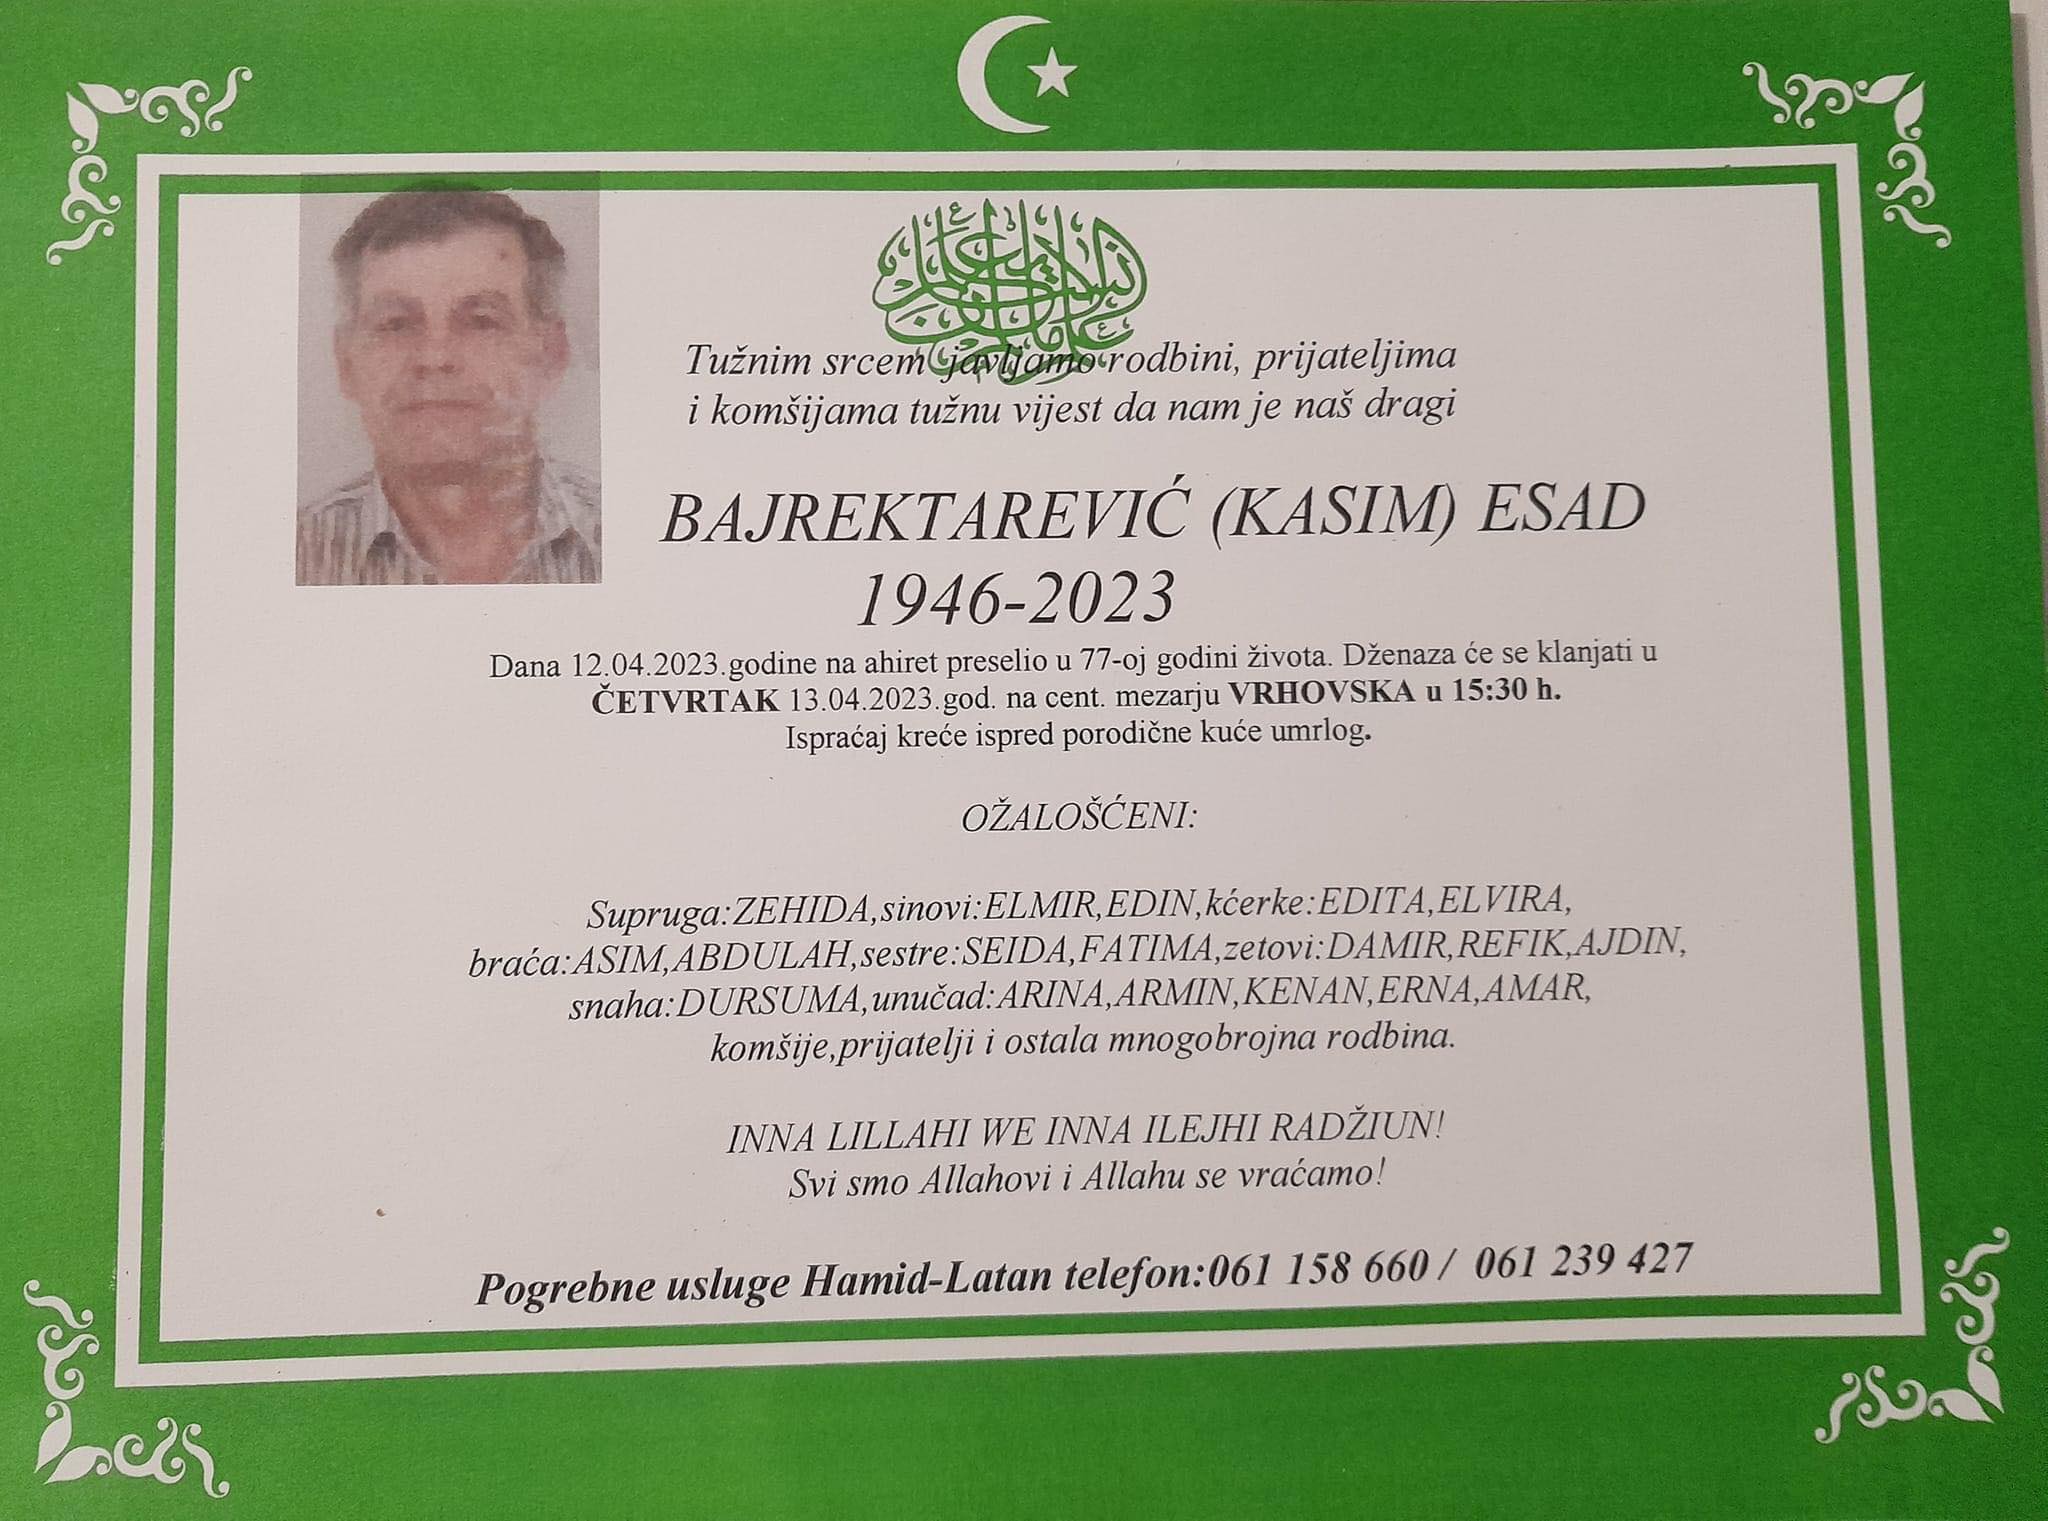 Tužnim srcem javljamo rodbini, prijateljima
i komšijama tužnu vijest da nam je naš dragi
BAJREKTAREVIĆ (KASIM) ESAD
1946-2023
Dana 12.04.2023.godine na ahiret preselio u 77-oj godini života. Dženaza će se klanjati u
ČETVRTAK 13.04.2023.god. na cent. mezarju VRHOVSKA u 15:30 h.
Ispraćaj kreće ispred porodične kuće umrlog.
OŽALOŠĆENI:
Supruga:ZEHIDA,sinovi:ELMIR,EDIN,kćerke:EDITA,ELVIRA,
braća:ASIM,ABDULAH,sestre:SEIDA,FATIMA,zetovi:DAMIR,REFIK,AJDIN,
snaha:DURSUMA,unučad:ARINA,ARMIN,KENAN,ERNA,AMAR,
komšije,prijatelji i ostala mnogobrojna rodbina.
INNA LILLAHI WE INNA ILEJHI RADŽIUN!
Svi smo Allahovi i Allahu se vraćamo!
Pogrebne usluge Hamid-Latan telefon:061 158 660 / 061 239 427